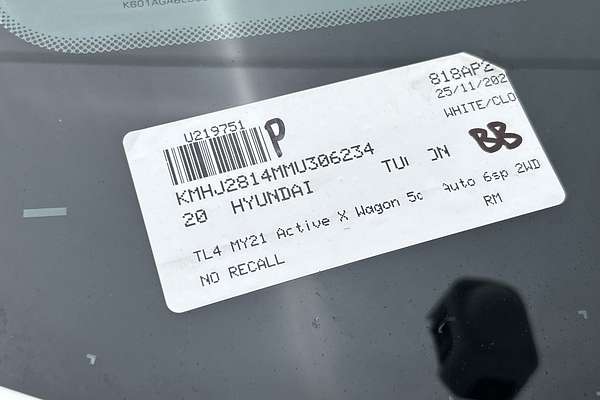 U219751
P
818AP2
25/11/202
WHITE/CLO
KMHJ2814MMU306234
BB
20 HYUNDAI
TL4 MY21 Active X Wagon 5d Auto 6sp 2WD
NO RECALL
RM